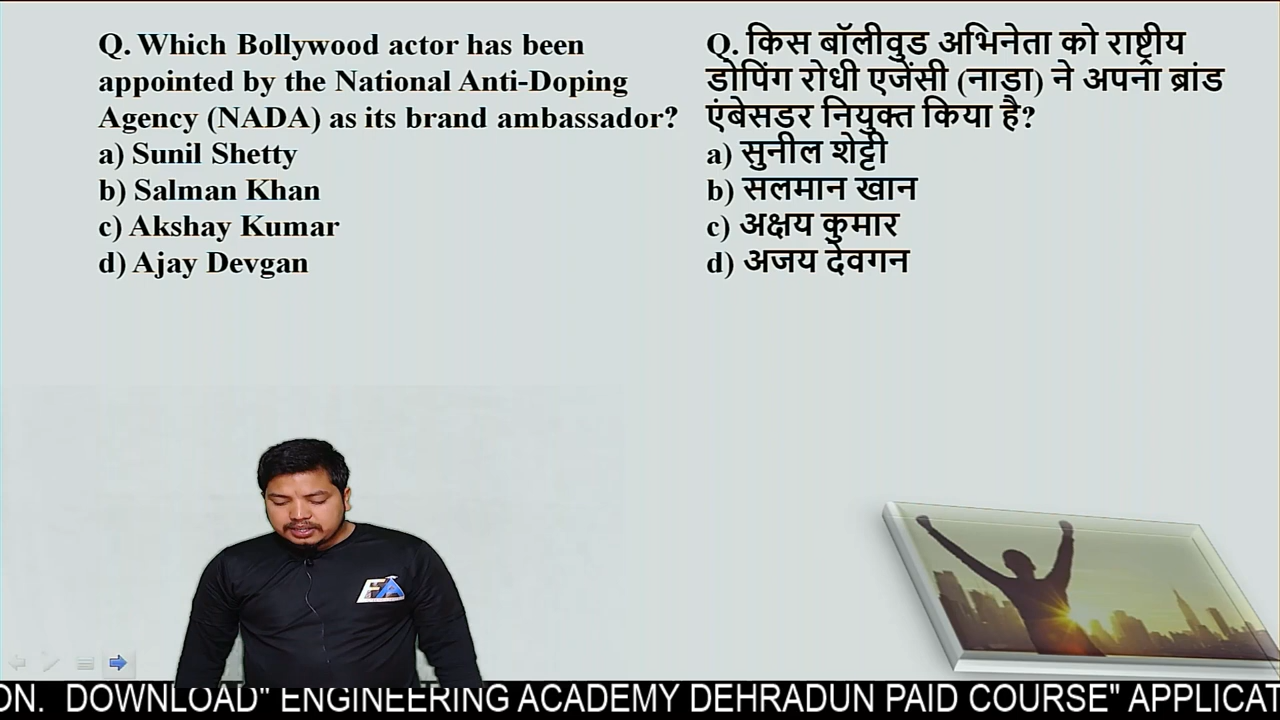 Q. Which Bollywood actor has been
appointed by the National Anti-Doping
Agency (NADA) as its brand ambassador?
a) Sunil Shetty
b) Salman Khan
c) Akshay Kumar
d) Ajay Devgan
Q. किस बॉलीवुड अभिनेता को राष्ट्रीय
डोपिंग रोधी एजेंसी (नाडा) ने अपना ब्रांड
एंबेसडर नियुक्त किया है?
a) सुनील शेट्टी
b) सलमान खान
c) अक्षय कुमार
d) अजय देवगन
EA
ON. DOWNLOAD" ENGINEERING ACADEMY DEHRADUN PAID COURSE" APPLICAT